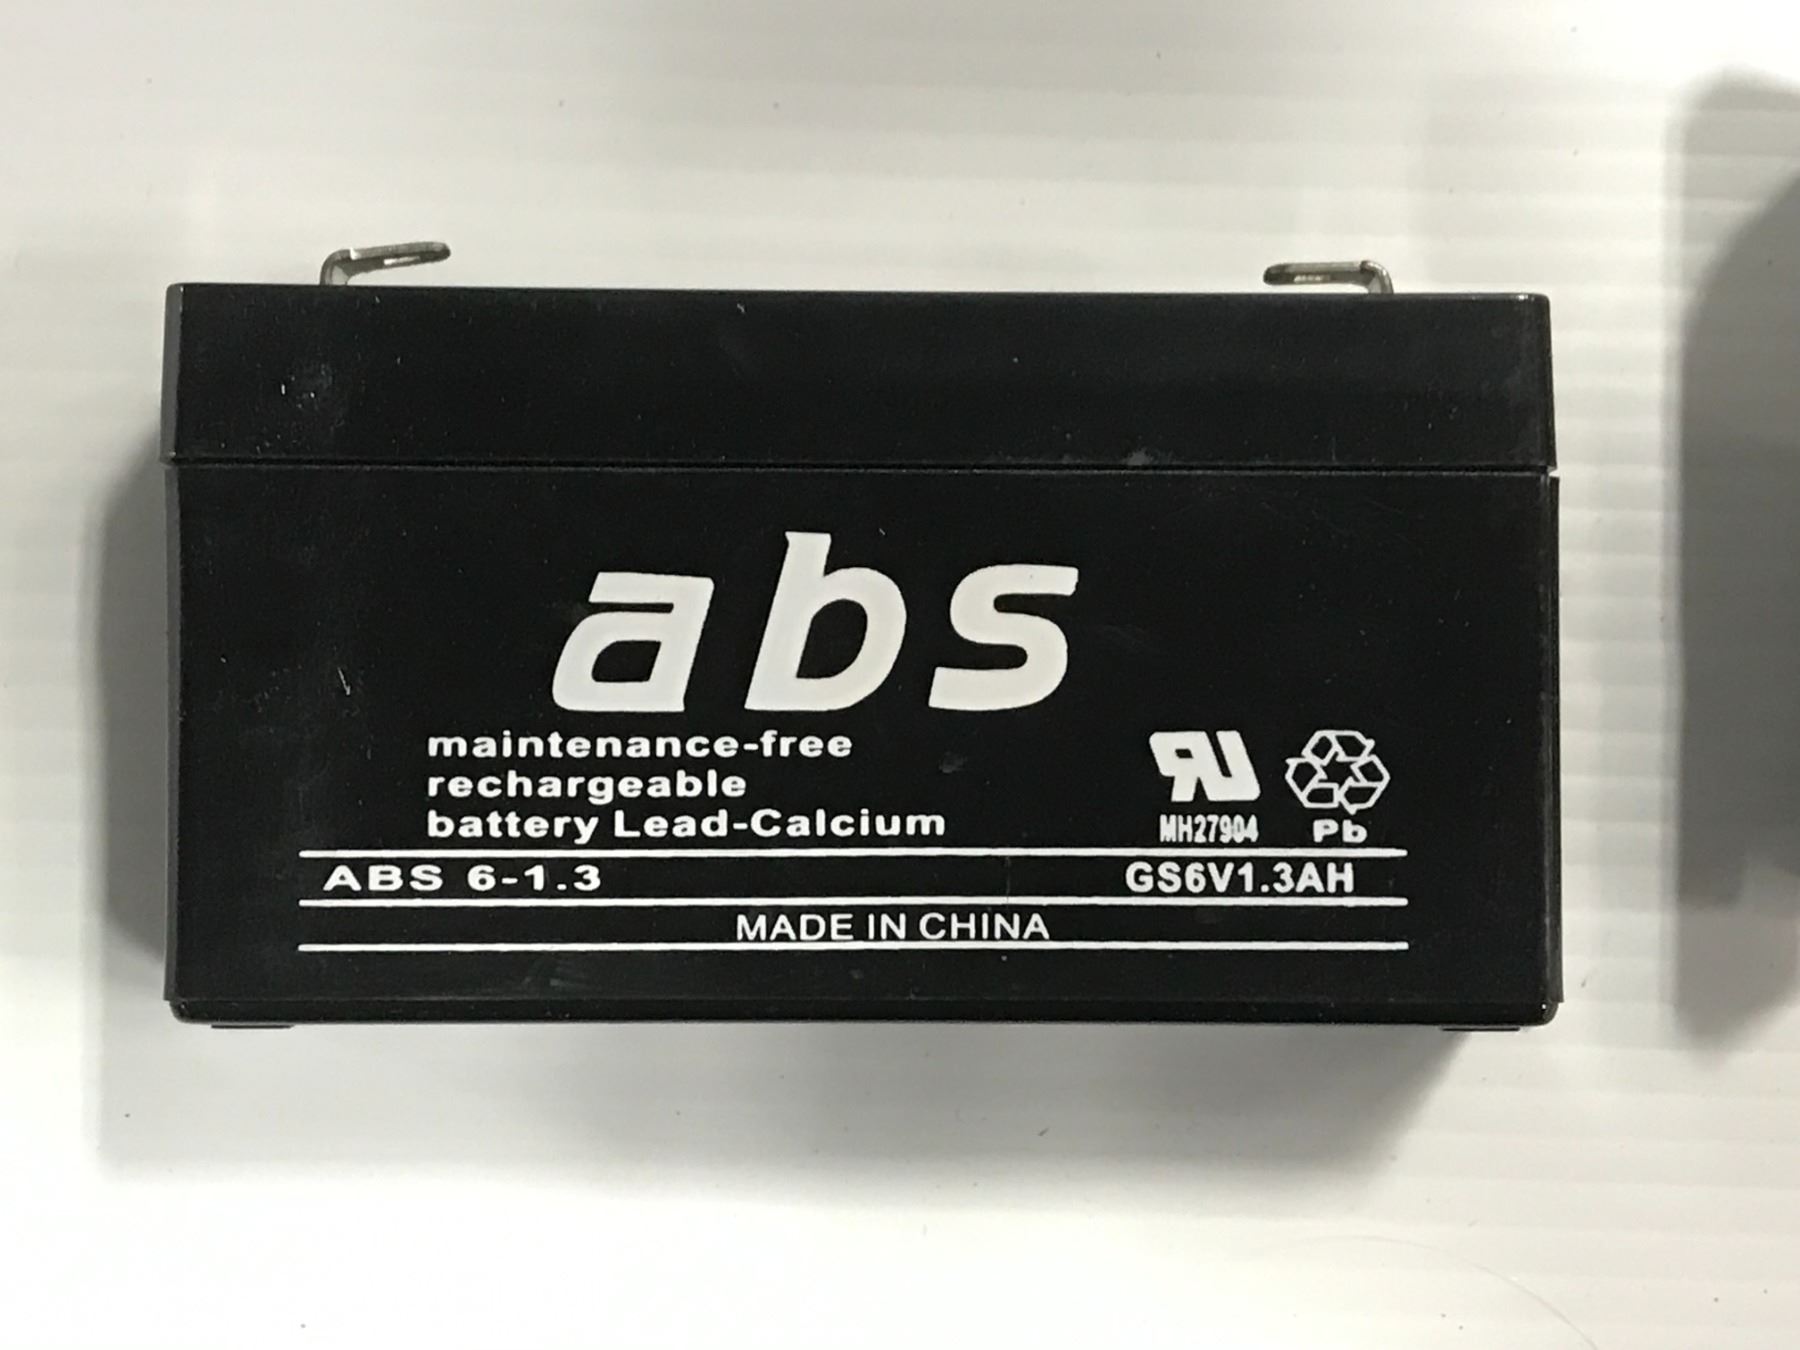 abs
maintenance-free
rechargeable
battery Lead-Calcium
MH27904
Pb
ABS 6-1.3
GS6V1.3AH
MADE IN CHINA